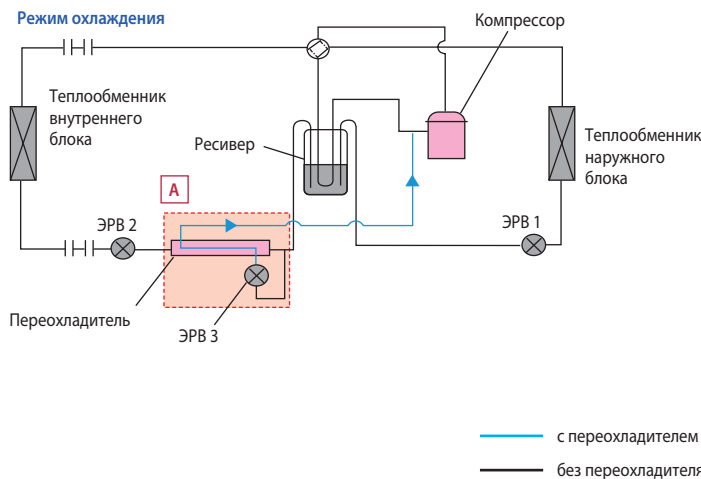 Режим охлаждения
Компрессор
Теплообменник
внутреннего
блока
Ресивер
Теплообменник
наружного
блока
A
ЭРВ 2
ЭРВ 1
Переохладитель
ЭРВ 3
с переохладителем
без переохладителя